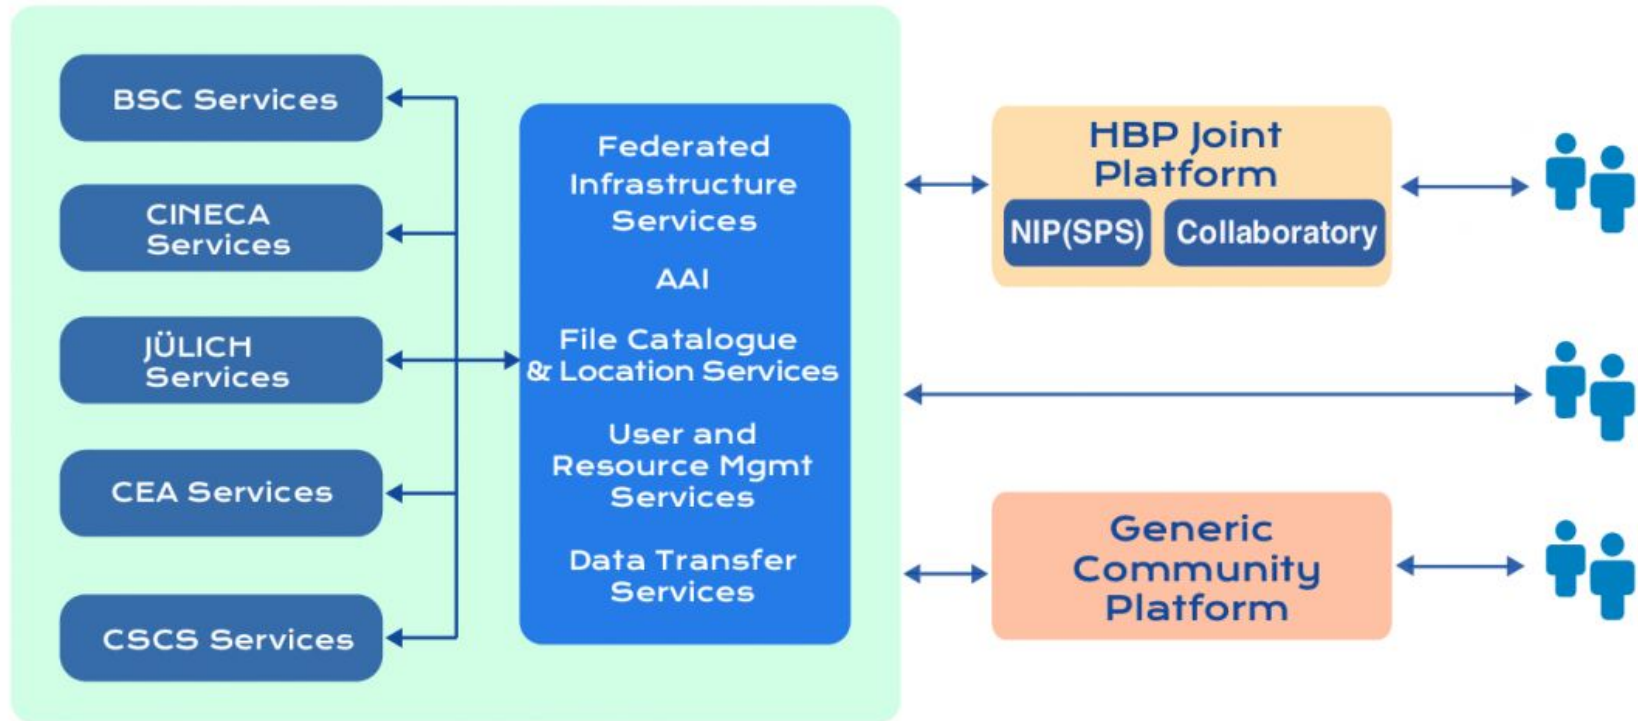 BSC Services
CINECA
Services
JÜLICH
Services
CEA Services
CSCS Services
Federated
Infrastructure
Services
AAI
File Catalogue
& Location Services
User and
Resource Mgmt
Services
Data Transfer
Services
HBP Joint
Platform
NIP(SPS)
Collaboratory
Generic
Community
Platform